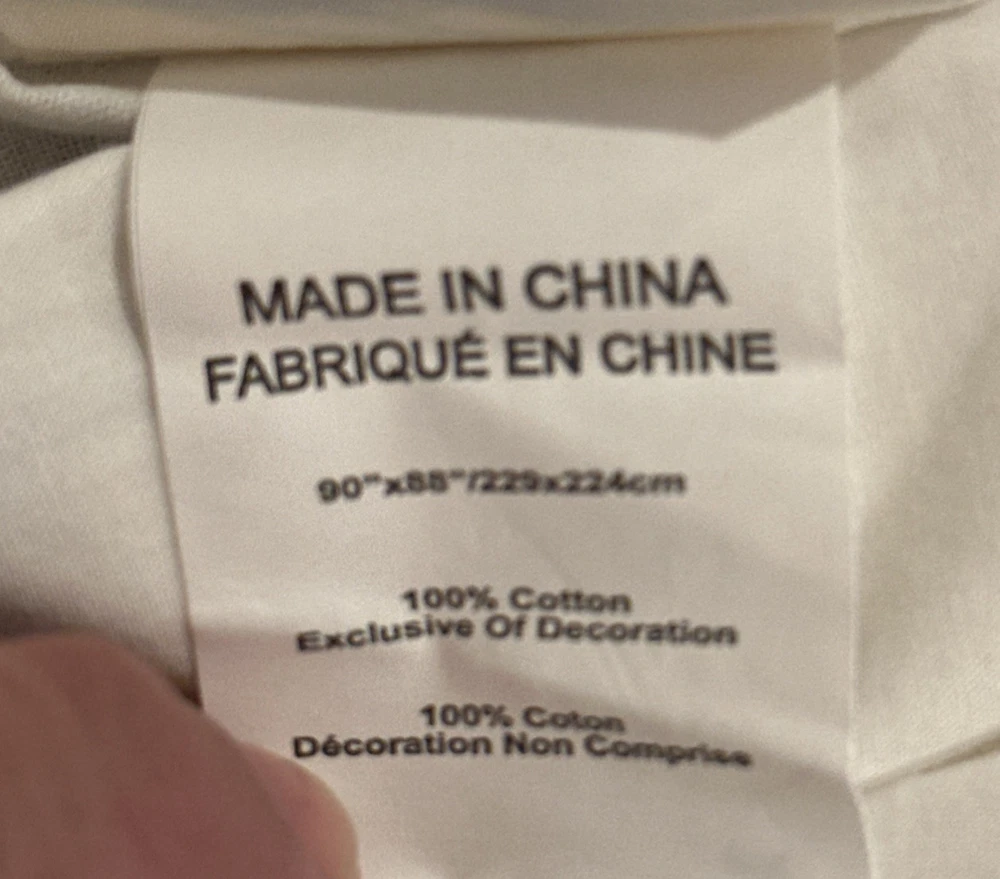 MADE IN CHINA
FABRIQUÉ EN CHINE
90"x88"/229x224cm
100% Cotton
Exclusive Of Decoration
100% Coton
Décoration Non Comprise